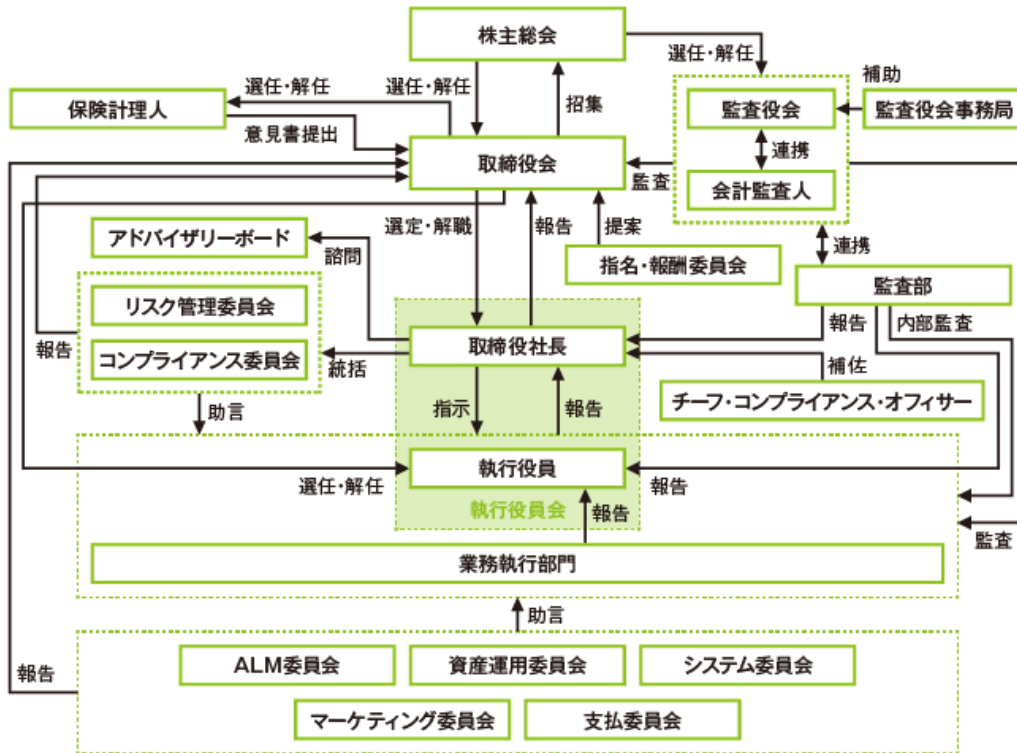 株主総会
選任・解任
選任・解任
選任・解任
補助
保険計理人
招集
監査役会
監査役会事務局
意見書提出
連携
取締役会
監査
会計監査人
選定・解職
報告
提案
アドバイザリーボード
諮問
指名・報酬委員会
連携
監査部
リスク管理委員会
報告
内部監査
報告
取締役社長
コンプライアンス委員会
統括
補佐
チーフ・コンプライアンス・オフィサー
助言
指示
報告
執行役員
選任・解任
報告
執行役員会
報告
監査
業務執行部門
助言
報告
ALM委員会
資産運用委員会
システム委員会
マーケティング委員会
支払委員会